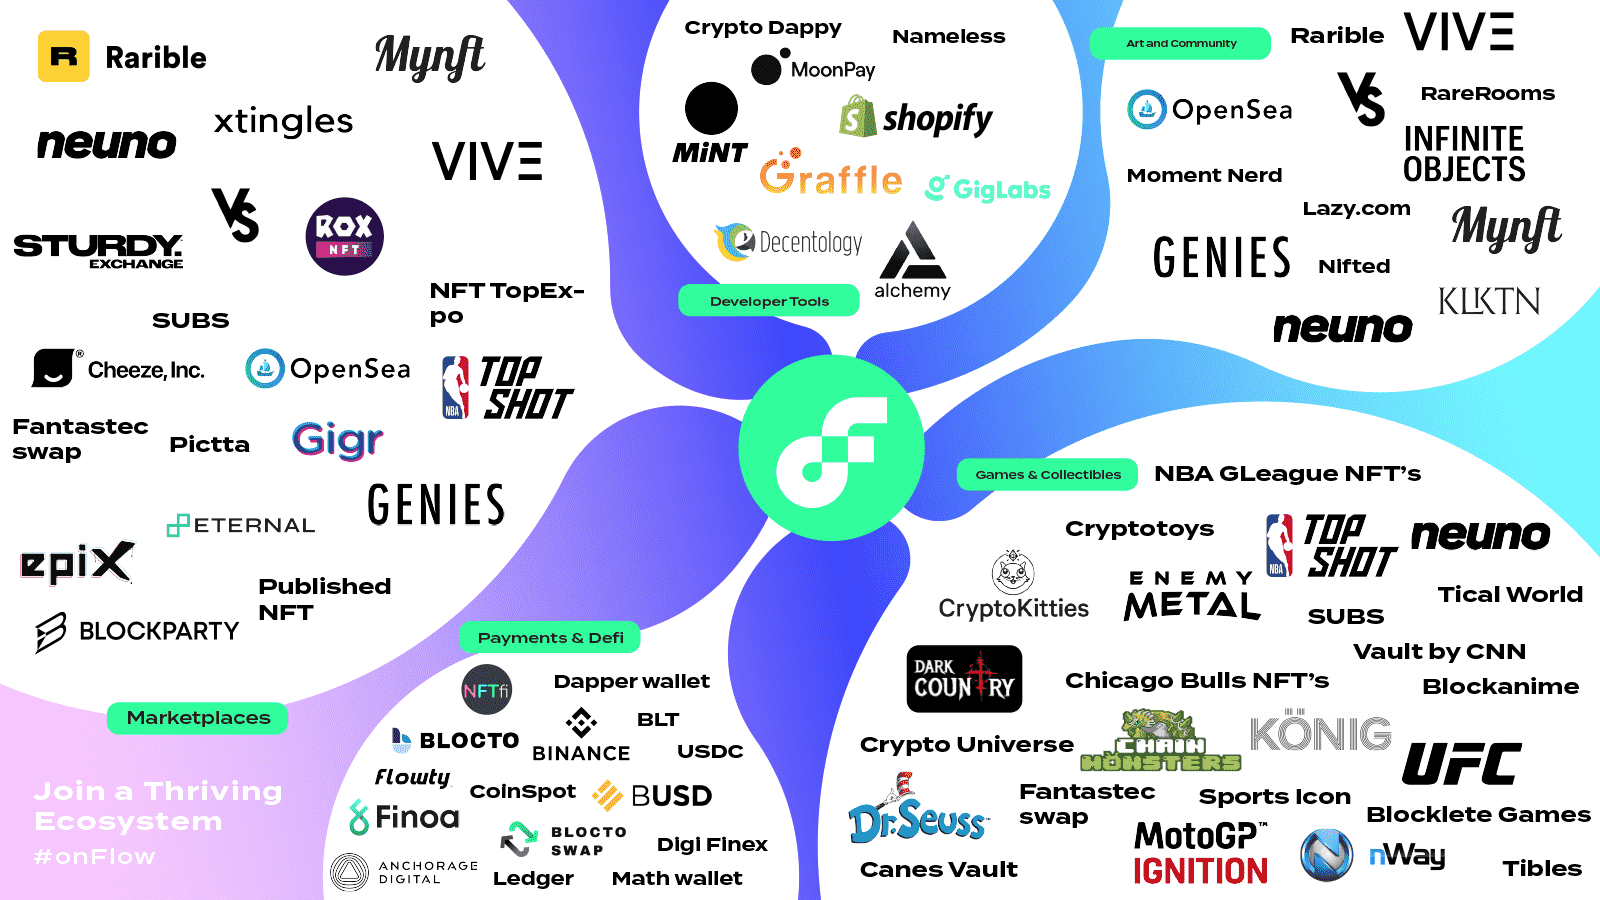 R
Rarible
Mynft
neuno
xtingles
VIVE
VS
STURDY.
EXCHANGE
ROX
NFT
NFT TopEx-
po
SUBS
Cheeze, Inc.
®
OpenSea
NBA
TOP
SHOT
Fantastec
swap
Pictta
Gigr
GENIES
ETERNAL
epiX
Published
NFT
BLOCKPARTY
Marketplaces
Join a Thriving
Ecosystem
#onFlow
Crypto Dappy
Nameless
MoonPay
MiNT
S
shopify
Graffle
g
GigLabs
Decentology
alchemy
Developer Tools
Art and Community
Rarible
VIVE
OpenSea
VS
RareRooms
INFINITE
OBJECTS
Moment Nerd
Lazy.com
Mynft
GENIES
Nifted
KLKTN
neuno
Games & Collectibles
NBA GLeague NFT's
Cryptotoys
NBA
TOP
SHOT
neuno
CryptoKitties
ENEMY
METAL
Tical World
SUBS
Vault by CNN
DARK
COUNTRY
Chicago Bulls NFT's
Blockanime
Crypto Universe
CHAIN
MONSTERS
KÖNIG
UFC
Dr. Seuss™
Fantastec
swap
Sports Icon
Blocklete Games
MotoGP™
IGNITION
N
nWay
Canes Vault
Tibles
Payments & Defi
NFTfi
Dapper wallet
BLOCTO
BINANCE
BLT
USDC
Flowty
CoinSpot
BUSD
Finoa
BLOCTO
SWAP
Digi Finex
ANCHORAGE
DIGITAL
Ledger
Math wallet